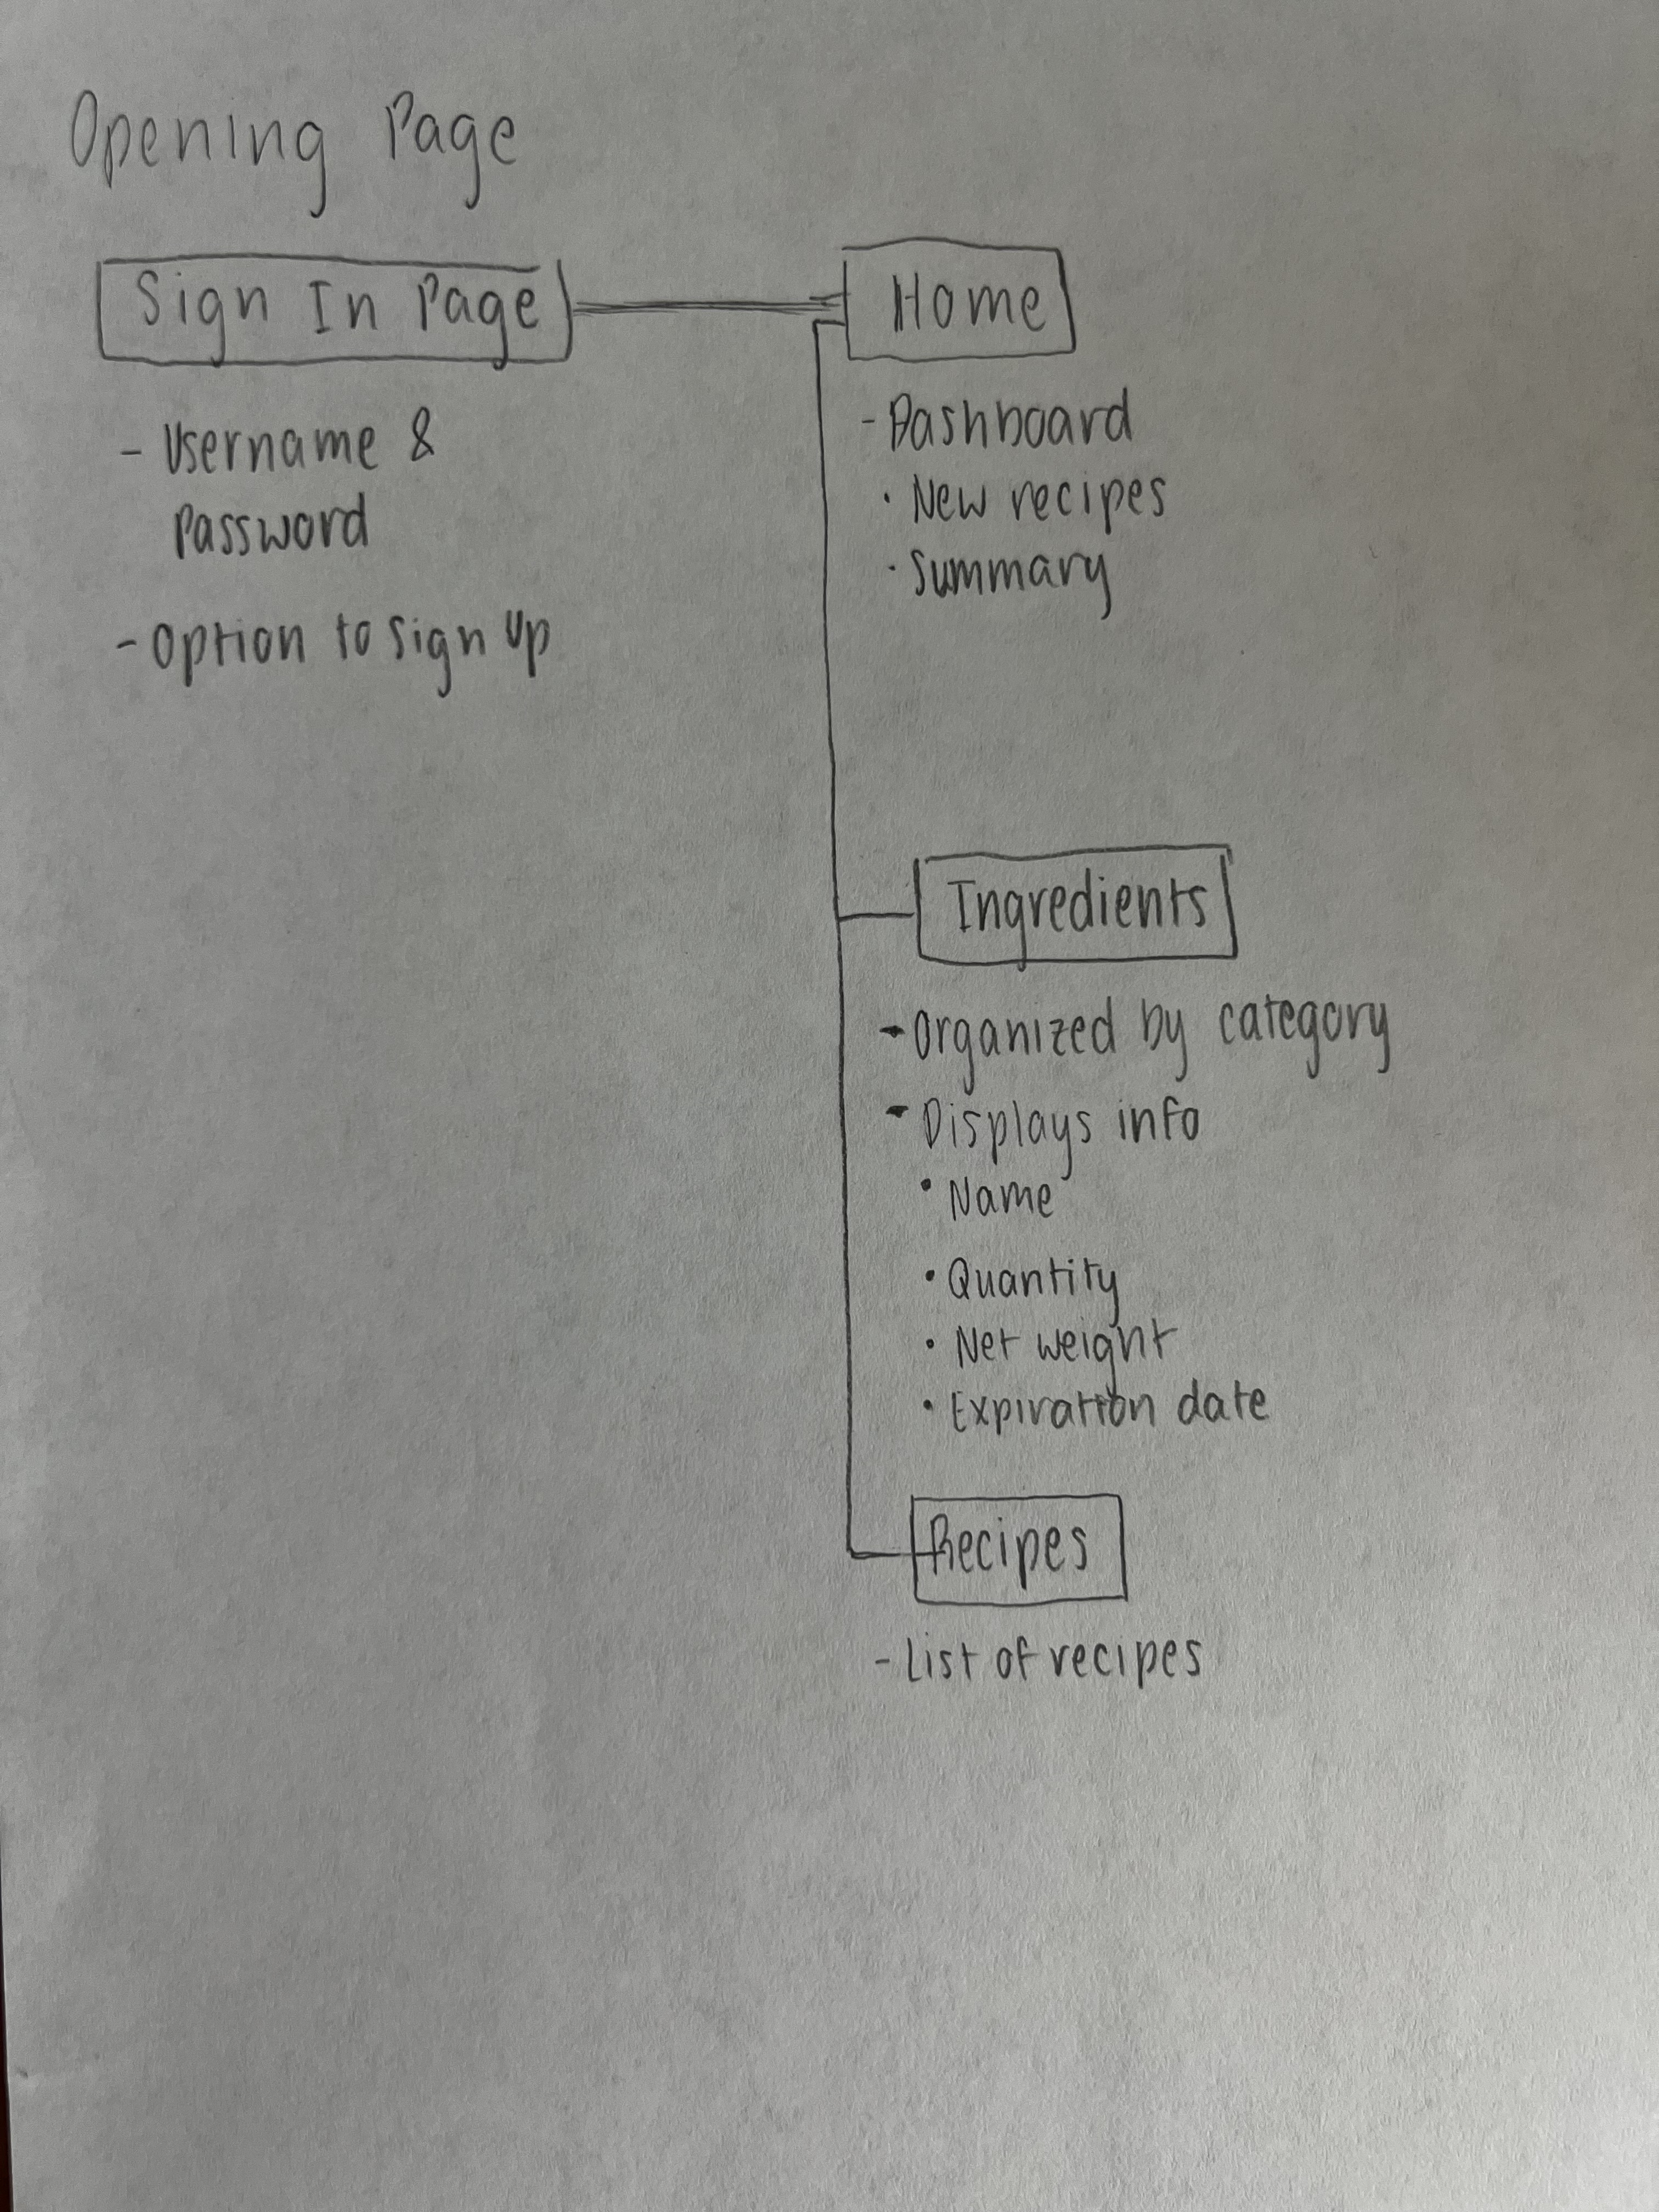 Opening Page
Sign In Page
- Username &
Password
- Option to sign up
Home
- Dashboard
· New recipes
· Summary
Ingredients
- Organized by category
- Displays info
• Name
• Quantity
• Net weight
• Expiration date
Recipes
- List of recipes